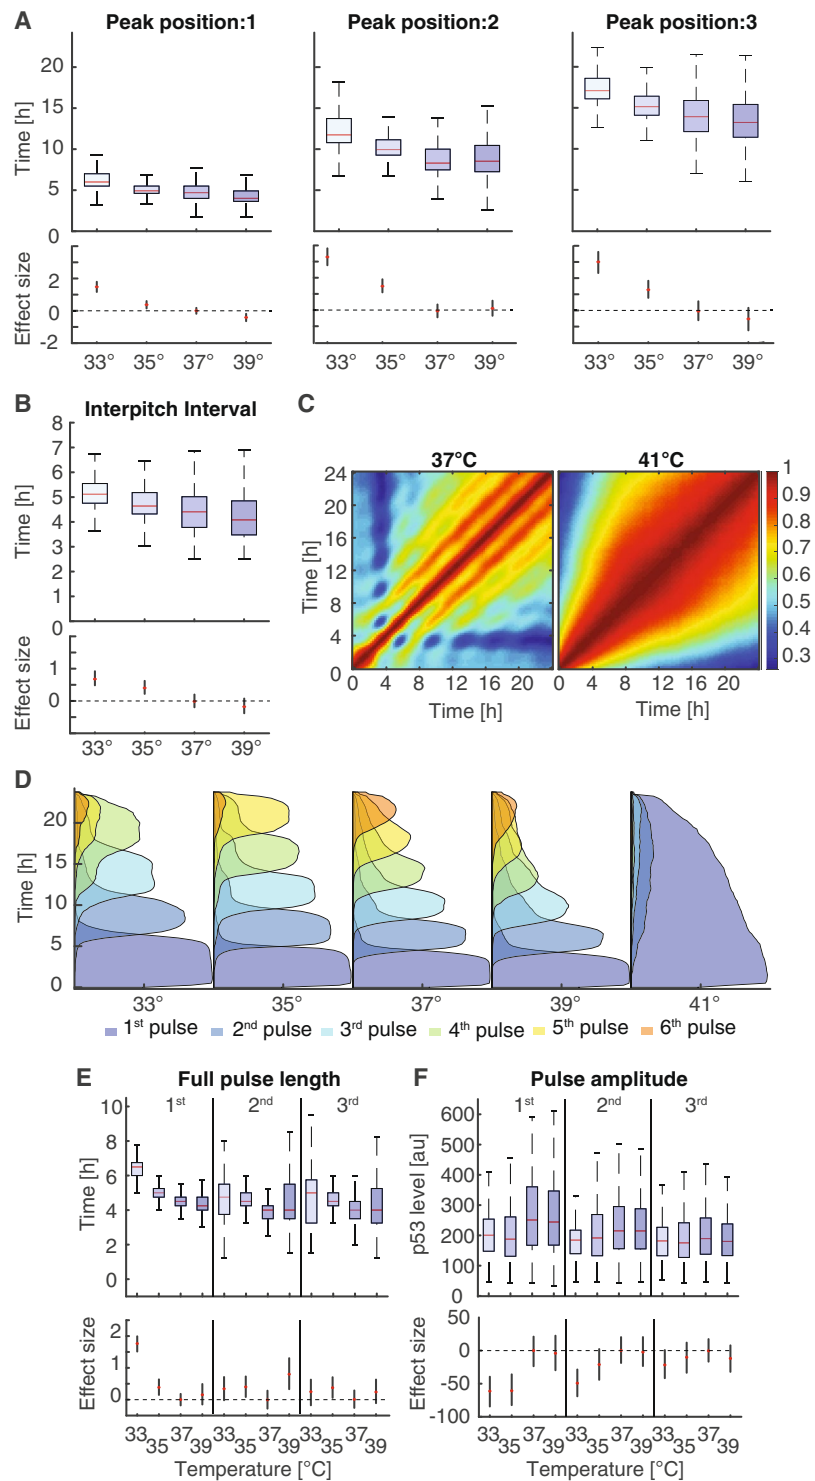 A
Peak position:1
Peak position:2
Peak position:3
Time [h]
20
15
10
5
0
Effect size
2
0
-2
33° 35° 37° 39°
33° 35° 37° 39°
33° 35° 37° 39°
B
Interpitch Interval
Time [h]
8
7
6
5
4
3
2
1
0
Effect size
1
0
33° 35° 37° 39°
C
37°C
41°C
Time [h]
24
20
16
12
8
4
0
0 4 8 12 16 20
0 4 8 12 16 20
Time [h]
Time [h]
1
0.9
0.8
0.7
0.6
0.5
0.4
0.3
D
Time [h]
20
15
10
5
0
33° 35° 37° 39° 41°
1st pulse 2nd pulse 3rd pulse 4th pulse 5th pulse 6th pulse
E
Full pulse length
1st 2nd 3rd
Time [h]
10
8
6
4
2
0
Effect size
2
1
0
33 35 37 39 33 35 37 39 33 35 37 39
Temperature [°C]
F
Pulse amplitude
1st 2nd 3rd
p53 level [au]
600
500
400
300
200
100
0
Effect size
50
0
-50
-100
33 35 37 39 33 35 37 39 33 35 37 39
Temperature [°C]